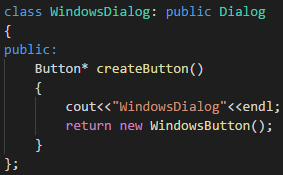 class WindowsDialog: public Dialog
{
public:
    Button* createButton()
    {
        cout<<"WindowsDialog"<<endl;
        return new WindowsButton();
    }
};